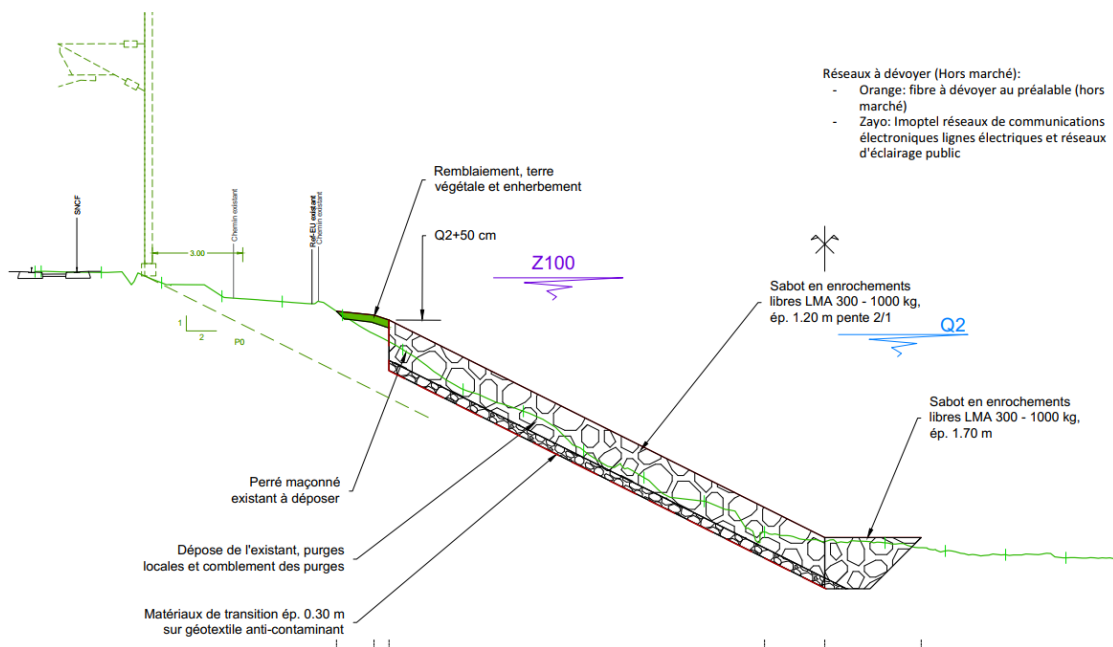 Réseaux à dévoyer (Hors marché):
- Orange: fibre à dévoyer au préalable (hors
marché)
- Zayo: Imoptel réseaux de communications
électroniques lignes électriques et réseaux
d'éclairage public
Remblaiement, terre
végétale et enherbement
SNCF
Chemin existant
Ref-EU existant
Chemin existant
Q2+50 cm
3.00
Z100
Sabot en enrochements
libres LMA 300 - 1000 kg,
ép. 1.20 m pente 2/1
1
2
P0
Q2
Sabot en enrochements
libres LMA 300 - 1000 kg,
ép. 1.70 m
Perré maçonné
existant à déposer
Dépose de l'existant, purges
locales et comblement des purges
Matériaux de transition ép. 0.30 m
sur géotextile anti-contaminant